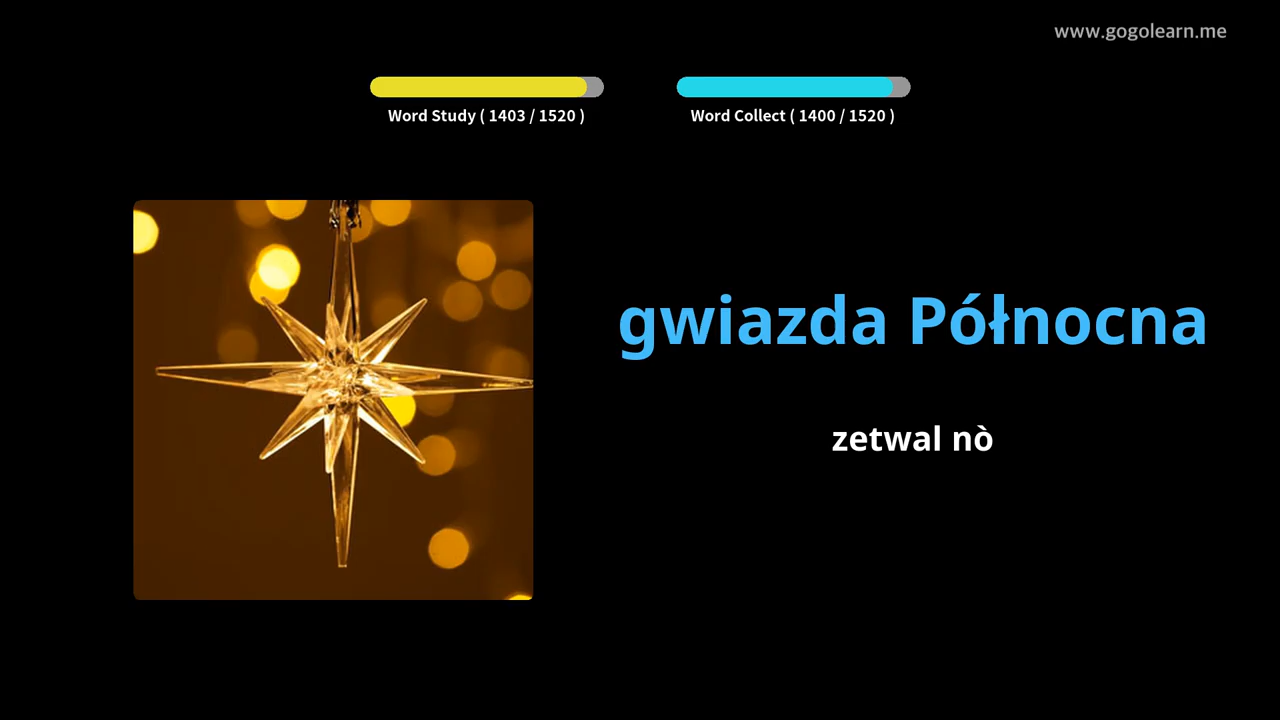 www.gogolearn.me
Word Study ( 1403 / 1520 )
Word Collect ( 1400 / 1520 )
gwiazda Północna
zetwal nò